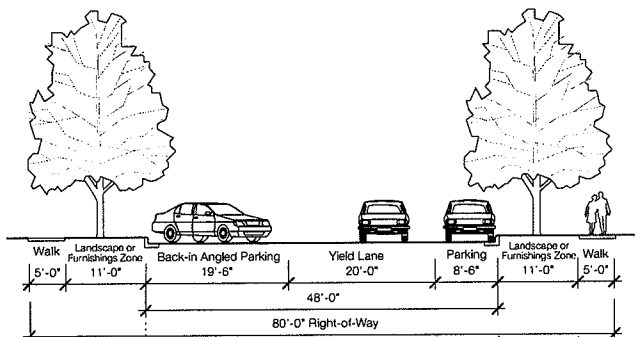 Walk
Landscape or
Furnishings Zone
Back-in Angled Parking
Yield Lane
Parking
Landscape or
Furnishings Zone
Walk
5'-0"
11'-0"
19'-6"
20'-0"
8'-6"
11'-0"
5'-0"
48'-0"
80'-0" Right-of-Way